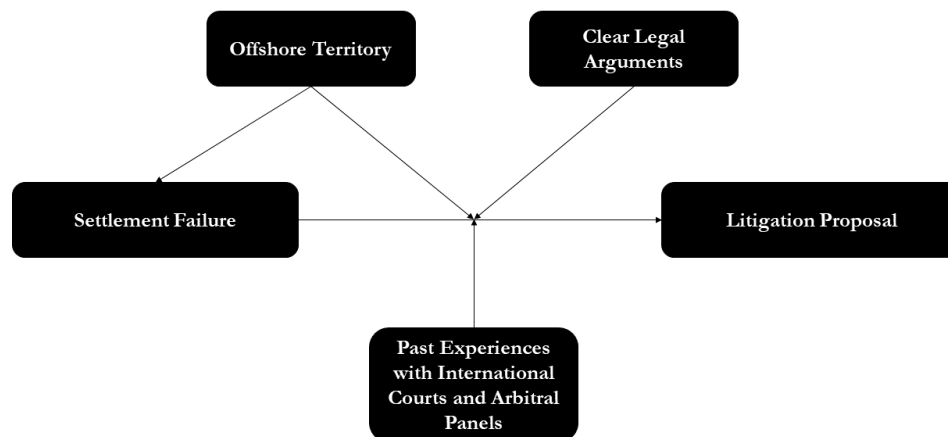 Offshore Territory
Clear Legal
Arguments
Settlement Failure
Litigation Proposal
Past Experiences
with International
Courts and Arbitral
Panels